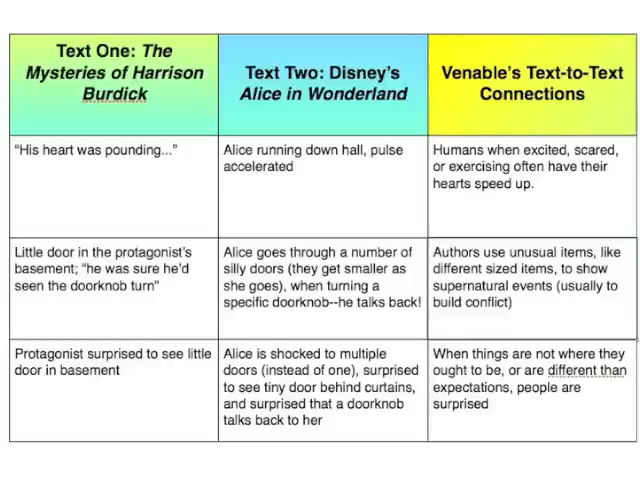 Text One: The
Mysteries of Harrison
Burdick
Text Two: Disney's
Alice in Wonderland
Venable's Text-to-Text
Connections
"His heart was pounding..."
Alice running down hall, pulse
accelerated
Humans when excited, scared,
or exercising often have their
hearts speed up.
Little door in the protagonist's
basement; "he was sure he'd
seen the doorknob turn"
Alice goes through a number of
silly doors (they get smaller as
she goes), when turning a
specific doorknob--he talks back!
Authors use unusual items, like
different sized items, to show
supernatural events (usually to
build conflict)
Protagonist surprised to see little
door in basement
Alice is shocked to multiple
doors (instead of one), surprised
to see tiny door behind curtains,
and surprised that a doorknob
talks back to her
When things are not where they
ought to be, or are different than
expectations, people are
surprised